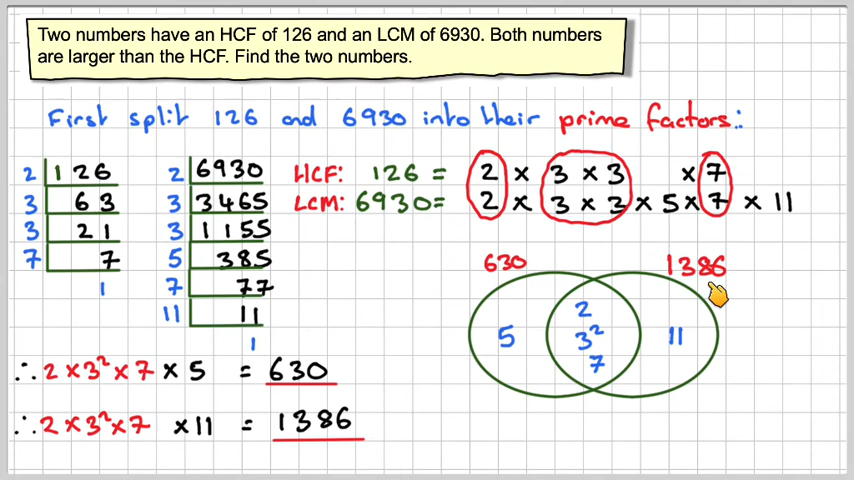 Two numbers have an HCF of 126 and an LCM of 6930. Both numbers
are larger than the HCF. Find the two numbers.
First split 126 and 6930 into their prime factors:
2 126
3 63
3 21
7 7
1
2 6930
3 3465
3 1155
5 385
7 77
11 11
1
HCF: 126 = 2 × 3 × 3 × 7
LCM: 6930 = 2 × 3 × 3 × 5 × 7 × 11
630 1386
5
2
3²
7
11
∴ 2 × 3² × 7 × 5 = 630
∴ 2 × 3² × 7 × 11 = 1386